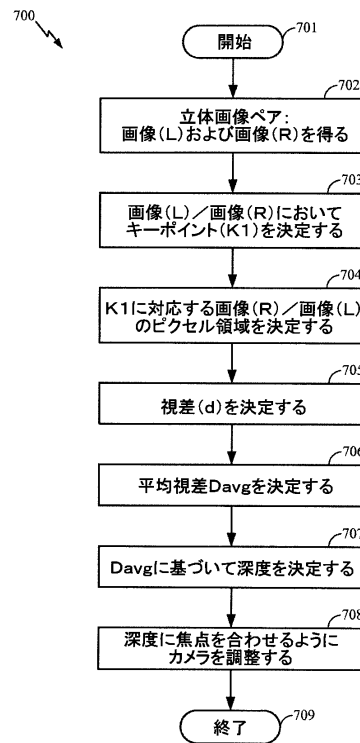 700
701
開始
702
立体画像ペア:
画像(L)および画像(R)を得る
703
画像(L)/画像(R)において
キーポイント(K1)を決定する
704
K1に対応する画像(R)/画像(L)
のピクセル領域を決定する
705
視差(d)を決定する
706
平均視差Davgを決定する
707
Davgに基づいて深度を決定する
708
深度に焦点を合わせるように
カメラを調整する
709
終了